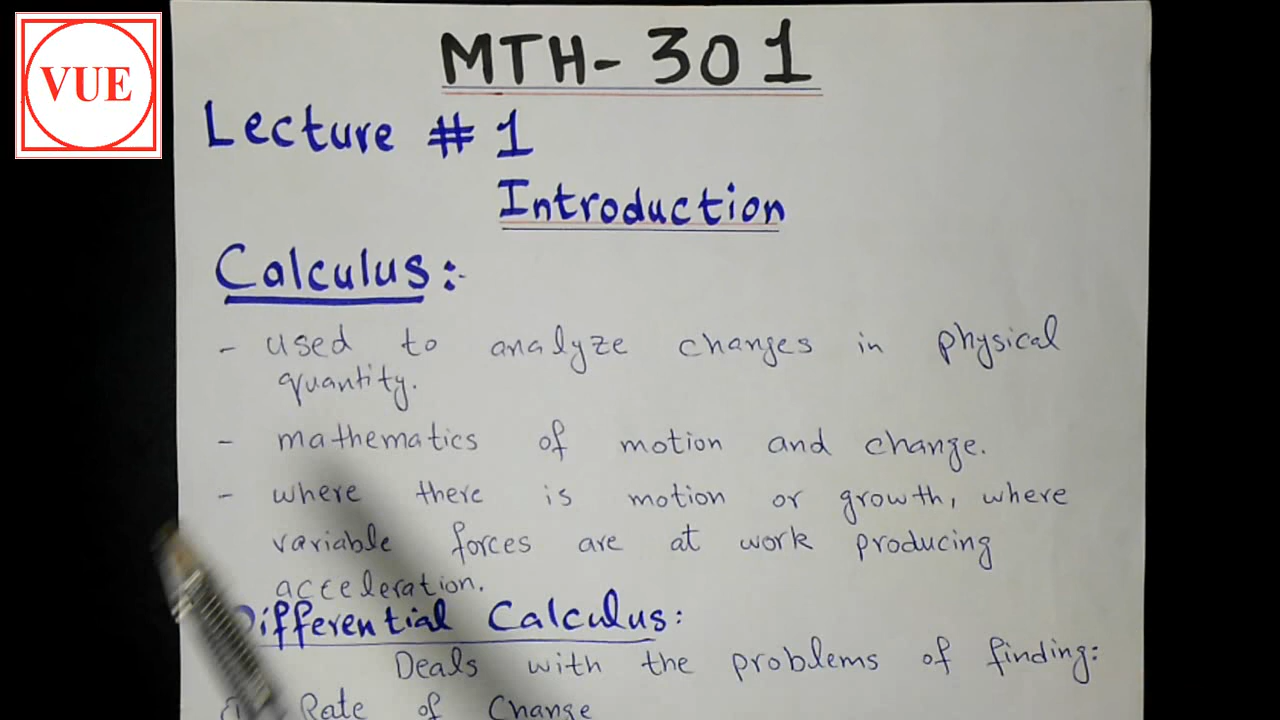 VUE
MTH-301
Lecture # 1
Introduction
Calculus:-
- used to analyze changes in physical
quantity.
- mathematics of motion and change.
- where there is motion or growth, where
variable forces are at work producing
acceleration.
Differential Calculus:
Deals with the problems of finding:
Rate of Change